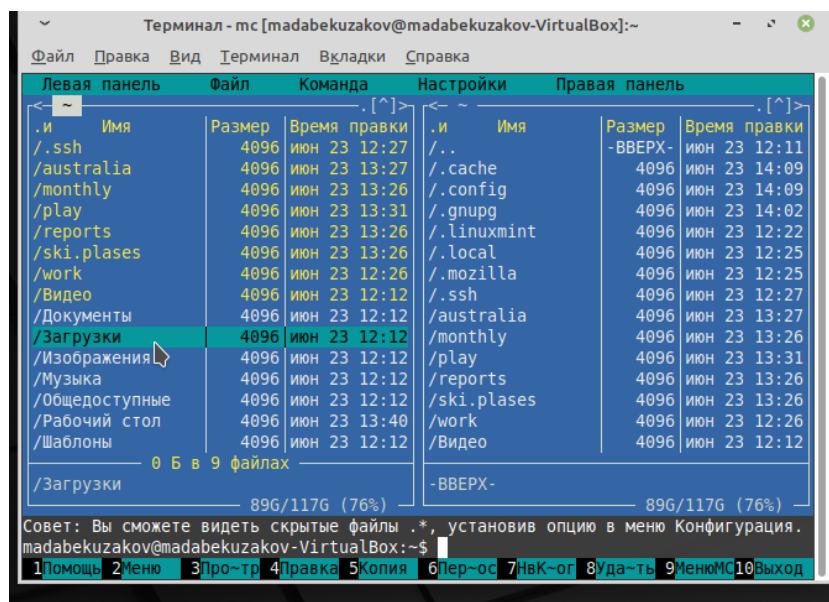 Терминал - mc [madabekuzakov@madabekuzakov-VirtualBox]:~
Файл Правка Вид Терминал Вкладки Справка
Левая панель Файл Команда Настройки Правая панель
<─ ~ ─.[^]> <─ ~ ─.[^]>
.и Имя Размер Время правки .и Имя Размер Время правки
/.ssh 4096 июн 23 12:27 /.. -ВВЕРХ- июн 23 12:11
/australia 4096 июн 23 13:27 /.cache 4096 июн 23 14:09
/monthly 4096 июн 23 13:26 /.config 4096 июн 23 14:09
/play 4096 июн 23 13:31 /.gnupg 4096 июн 23 14:02
/reports 4096 июн 23 13:26 /.linuxmint 4096 июн 23 12:22
/ski.plases 4096 июн 23 13:26 /.local 4096 июн 23 12:25
/work 4096 июн 23 12:26 /.mozilla 4096 июн 23 12:25
/Видео 4096 июн 23 12:12 /.ssh 4096 июн 23 12:27
/Документы 4096 июн 23 12:12 /australia 4096 июн 23 13:27
/Загрузки 4096 июн 23 12:12 /monthly 4096 июн 23 13:26
/Изображения 4096 июн 23 12:12 /play 4096 июн 23 13:31
/Музыка 4096 июн 23 12:12 /reports 4096 июн 23 13:26
/Общедоступные 4096 июн 23 12:12 /ski.plases 4096 июн 23 13:26
/Рабочий стол 4096 июн 23 13:40 /work 4096 июн 23 12:26
/Шаблоны 4096 июн 23 12:12 /Видео 4096 июн 23 12:12
0 Б в 9 файлах
/Загрузки -ВВЕРХ-
89G/117G (76%) 89G/117G (76%)
Совет: Вы сможете видеть скрытые файлы .*, установив опцию в меню Конфигурация.
madabekuzakov@madabekuzakov-VirtualBox:~$
1Помощь 2Меню 3Про~тр 4Правка 5Копия 6Пер~ос 7НвК~ог 8Уда~ть 9МенюMC 10Выход